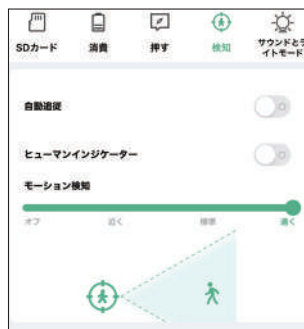 SDカード 消費 押す 検知 サウンドとラ
イトモード
自動追従
ヒューマンインジケーター
モーション検知
オフ 近く 標準 遠く